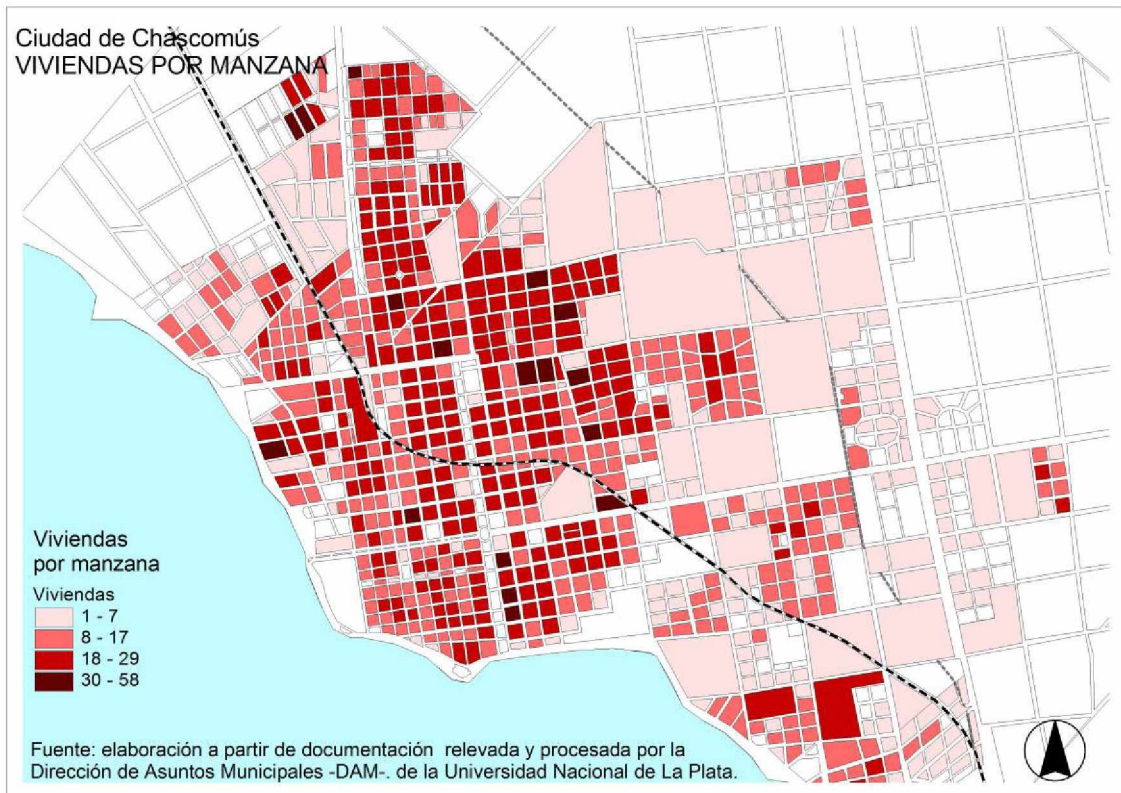 Ciudad de Chascomús
VIVIENDAS POR MANZANA
Viviendas
por manzana
Viviendas
1 - 7
8 - 17
18 - 29
30 - 58
Fuente: elaboración a partir de documentación relevada y procesada por la
Dirección de Asuntos Municipales -DAM-. de la Universidad Nacional de La Plata.